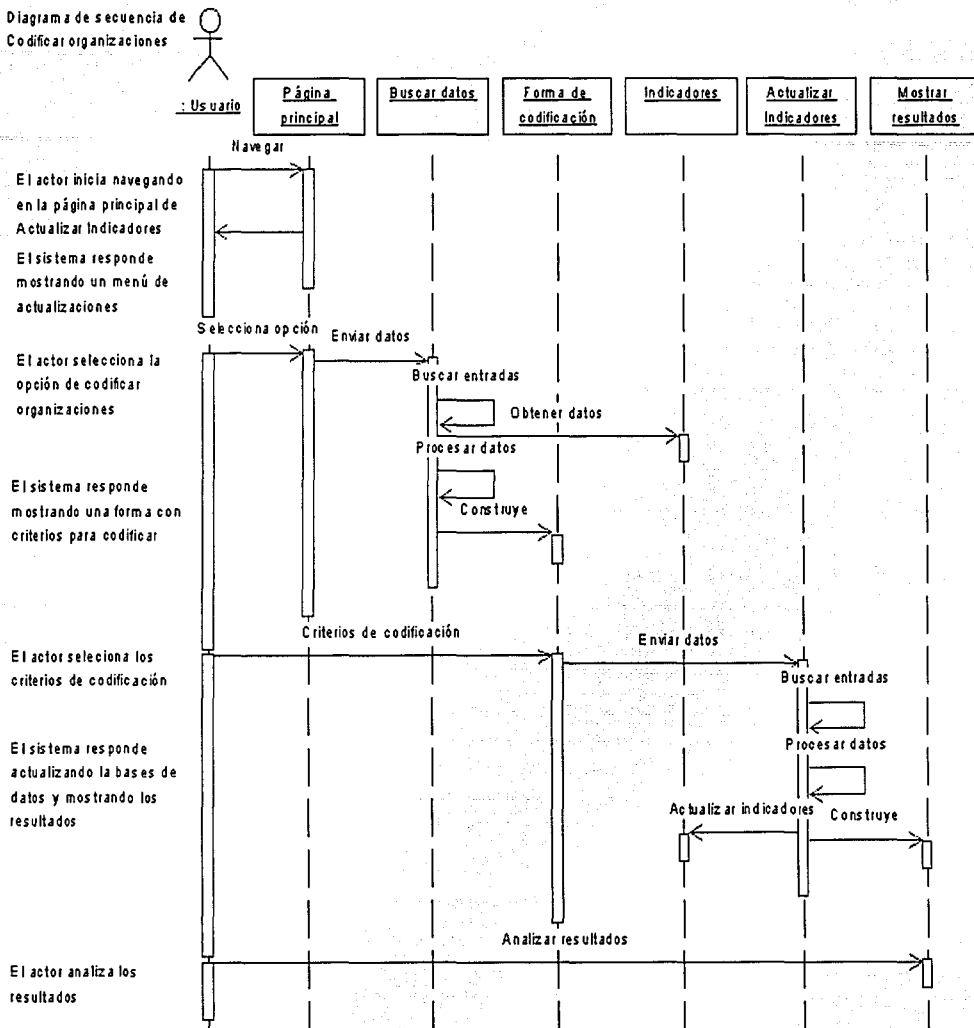 Diagrama de secuencia de
Codificar organizaciones
: Usuario
Página
principal
Buscar datos
Forma de
codificación
Indicadores
Actualizar
Indicadores
Mostrar
resultados
Navegar
El actor inicia navegando
en la página principal de
Actualizar Indicadores
El sistema responde
mostrando un menú de
actualizaciones
Selecciona opción
Enviar datos
El actor selecciona la
opción de codificar
organizaciones
Buscar entradas
Obtener datos
Procesar datos
El sistema responde
mostrando una forma con
criterios para codificar
Construye
Criterios de codificación
Enviar datos
El actor seleciona los
criterios de codificación
Buscar entradas
Procesar datos
El sistema responde
actualizando la bases de
datos y mostrando los
resultados
Actualizar indicadores
Construye
Analizar resultados
El actor analiza los
resultados